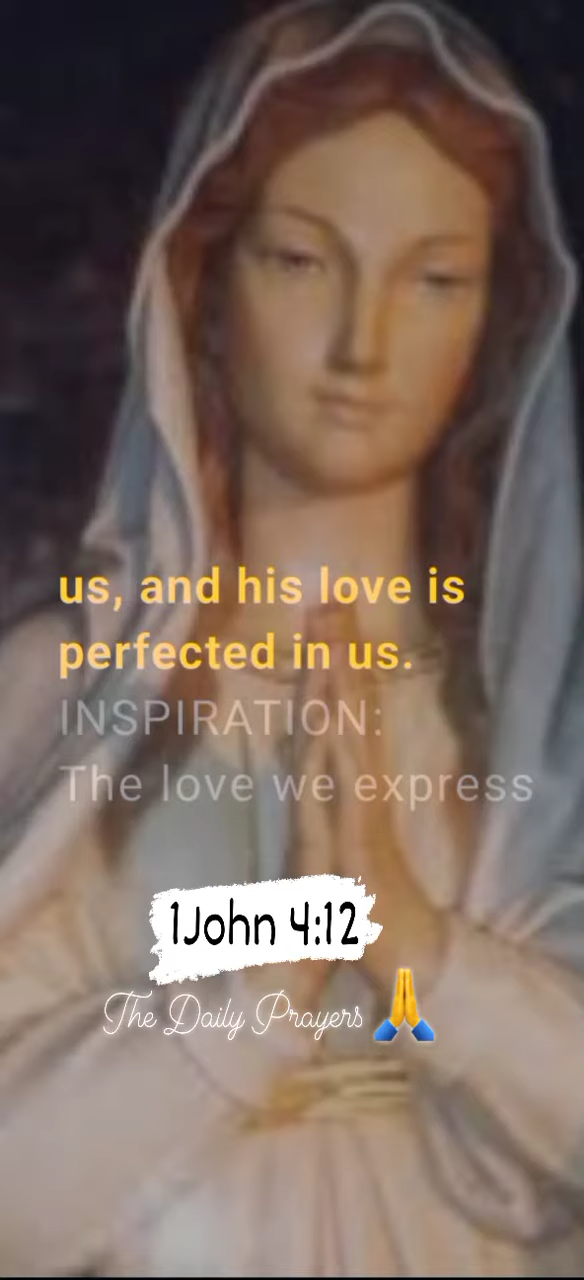 us, and his love is
perfected in us.
INSPIRATION:
The love we express
1John 4:12
The Daily Prayers 🙏